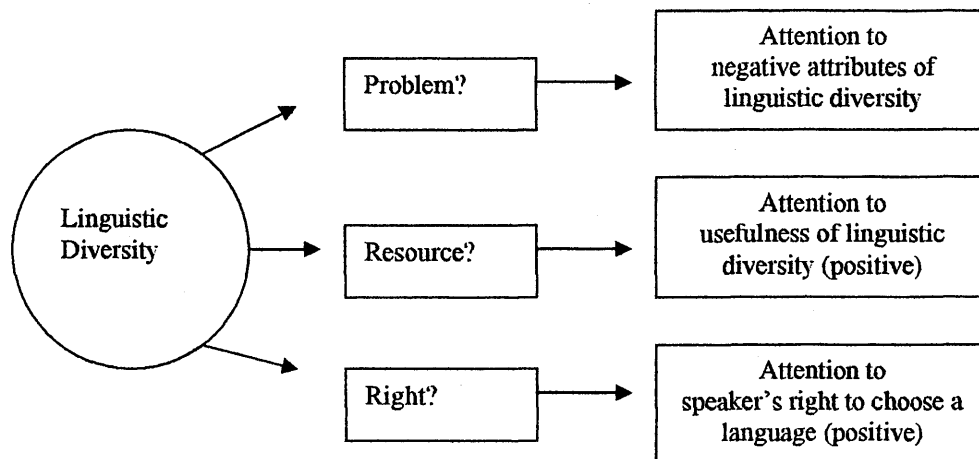 Linguistic
Diversity
Problem?
Attention to
negative attributes of
linguistic diversity
Resource?
Attention to
usefulness of linguistic
diversity (positive)
Right?
Attention to
speaker's right to choose a
language (positive)